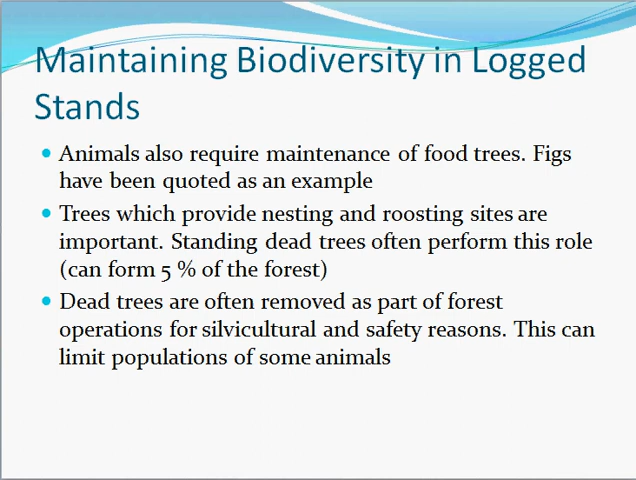 Maintaining Biodiversity in Logged
Stands
• Animals also require maintenance of food trees. Figs
have been quoted as an example
• Trees which provide nesting and roosting sites are
important. Standing dead trees often perform this role
(can form 5 % of the forest)
• Dead trees are often removed as part of forest
operations for silvicultural and safety reasons. This can
limit populations of some animals